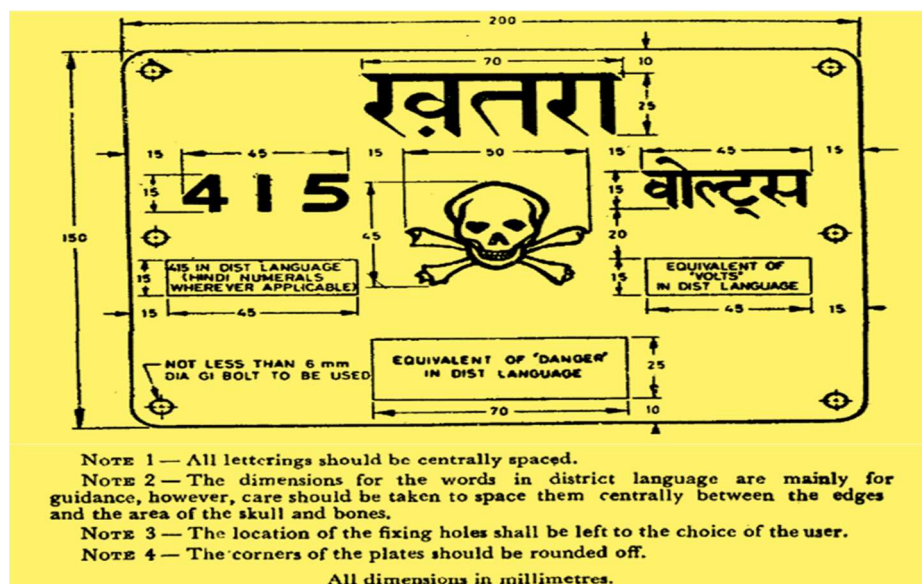 200
70
10
खतरा
25
15
45
15
50
15
45
15
415
15
45
15
वोल्ट्स
150
20
15
415 IN DIST LANGUAGE
(HINDI NUMERALS
WHEREVER APPLICABLE)
EQUIVALENT OF
"VOLTS"
IN DIST LANGUAGE
15
15
45
45
15
NOT LESS THAN 6 mm
DIA GI BOLT TO BE USED
EQUIVALENT OF "DANGER"
IN DIST LANGUAGE
25
70
10
NOTE 1 — All letterings should be centrally spaced.
NOTE 2 — The dimensions for the words in district language are mainly for
guidance, however, care should be taken to space them centrally between the edges
and the area of the skull and bones.
NOTE 3 — The location of the fixing holes shall be left to the choice of the user.
NOTE 4 — The corners of the plates should be rounded off.
All dimensions in millimetres.